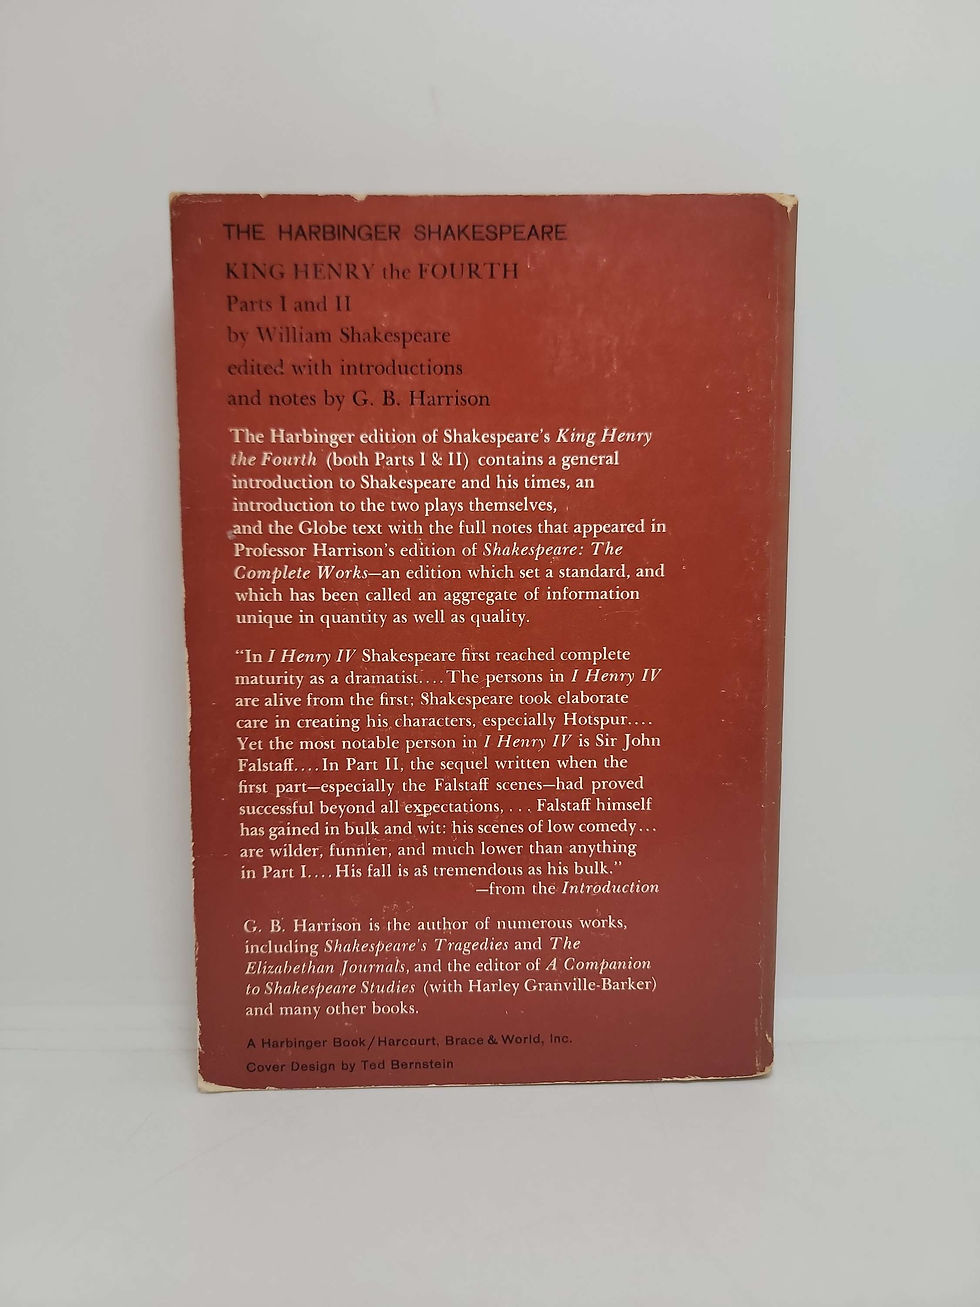 THE HARBINGER SHAKESPEARE
KING HENRY the FOURTH
Parts I and II
by William Shakespeare
edited with introductions
and notes by G. B. Harrison
The Harbinger edition of Shakespeare's King Henry
the Fourth (both Parts I & II) contains a general
introduction to Shakespeare and his times, an
introduction to the two plays themselves,
and the Globe text with the full notes that appeared in
Professor Harrison's edition of Shakespeare: The
Complete Works—an edition which set a standard, and
which has been called an aggregate of information
unique in quantity as well as quality.
“In I Henry IV Shakespeare first reached complete
maturity as a dramatist....The persons in I Henry IV
are alive from the first; Shakespeare took elaborate
care in creating his characters, especially Hotspur....
Yet the most notable person in I Henry IV is Sir John
Falstaff....In Part II, the sequel written when the
first part—especially the Falstaff scenes—had proved
successful beyond all expectations, ... Falstaff himself
has gained in bulk and wit: his scenes of low comedy...
are wilder, funnier, and much lower than anything
in Part I....His fall is as tremendous as his bulk.”
—from the Introduction
G. B. Harrison is the author of numerous works,
including Shakespeare's Tragedies and The
Elizabethan Journals, and the editor of A Companion
to Shakespeare Studies (with Harley Granville-Barker)
and many other books.
A Harbinger Book/Harcourt, Brace & World, Inc.
Cover Design by Ted Bernstein